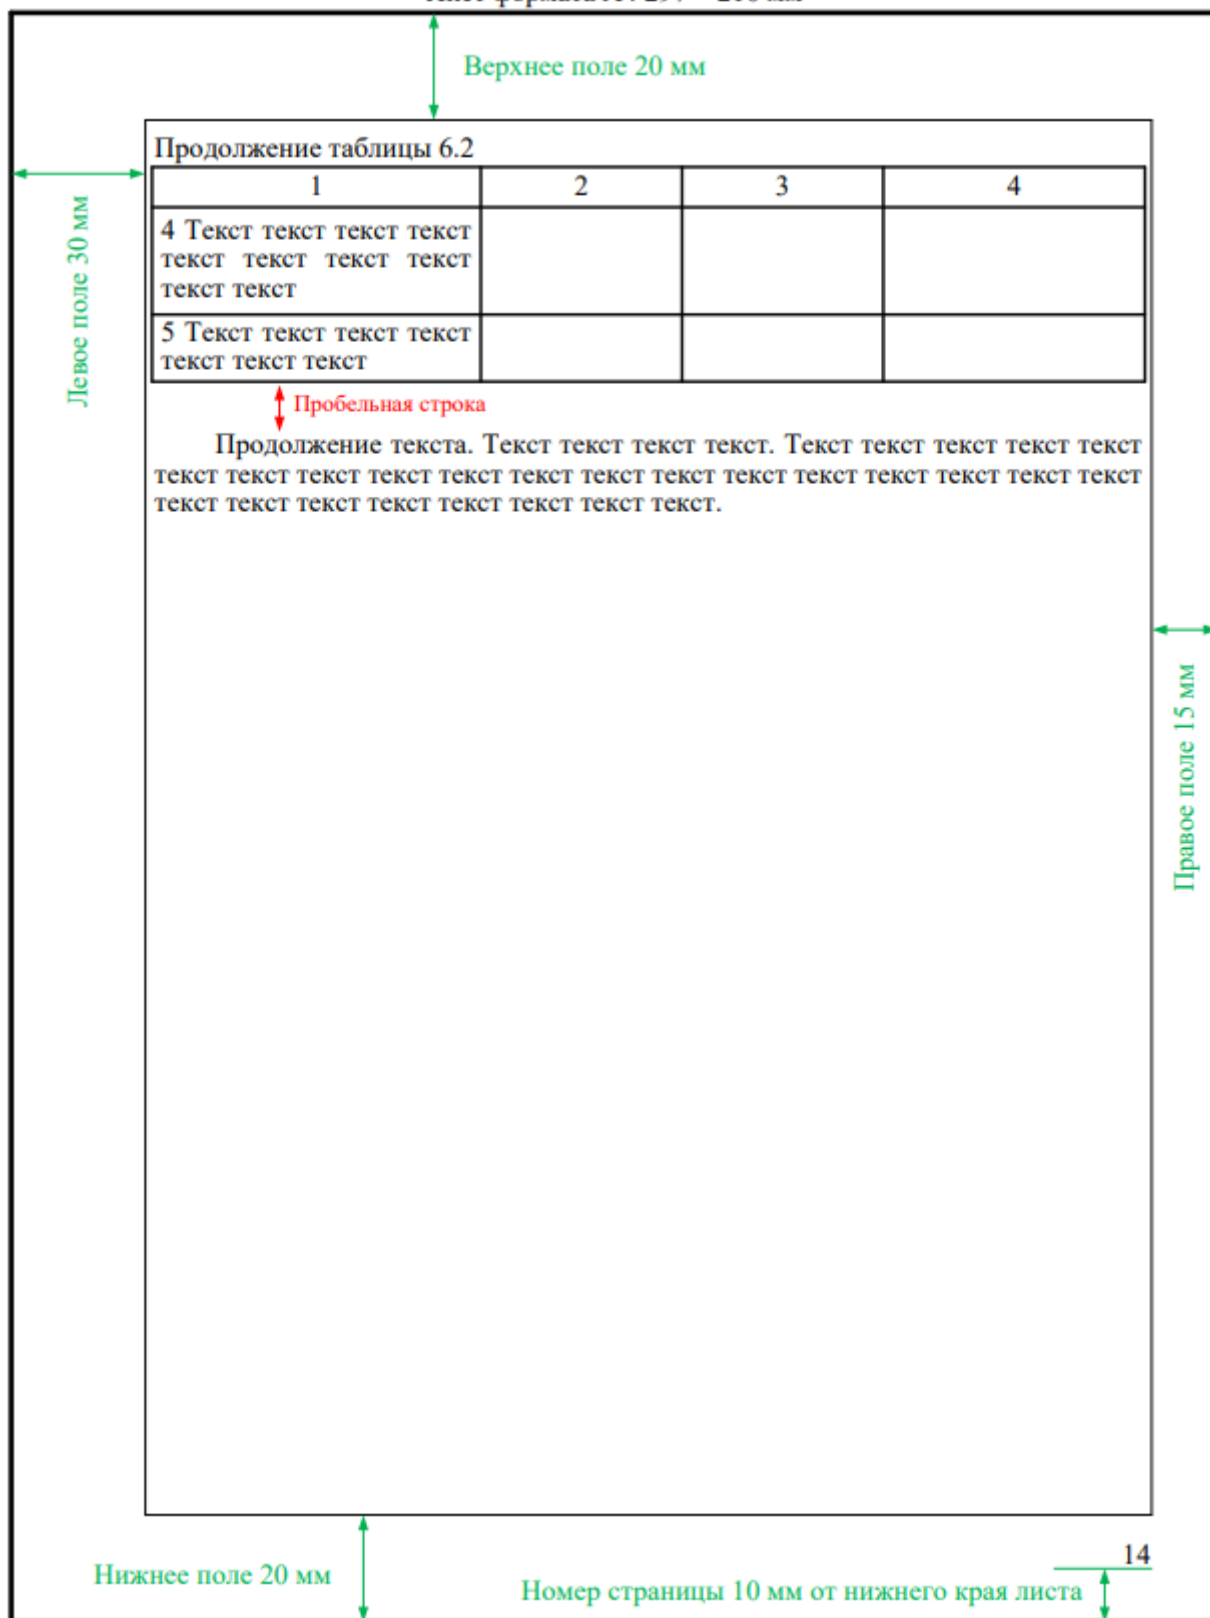 Верхнее поле 20 мм
Продолжение таблицы 6.2
1 2 3 4
4 Текст текст текст текст
текст текст текст текст
текст текст
5 Текст текст текст текст
текст текст текст
Левое поле 30 мм
Пробельная строка
Продолжение текста. Текст текст текст текст. Текст текст текст текст текст
текст текст текст текст текст текст текст текст текст текст текст текст текст текст
текст текст текст текст текст текст текст текст.
Правое поле 15 мм
14
Нижнее поле 20 мм
Номер страницы 10 мм от нижнего края листа